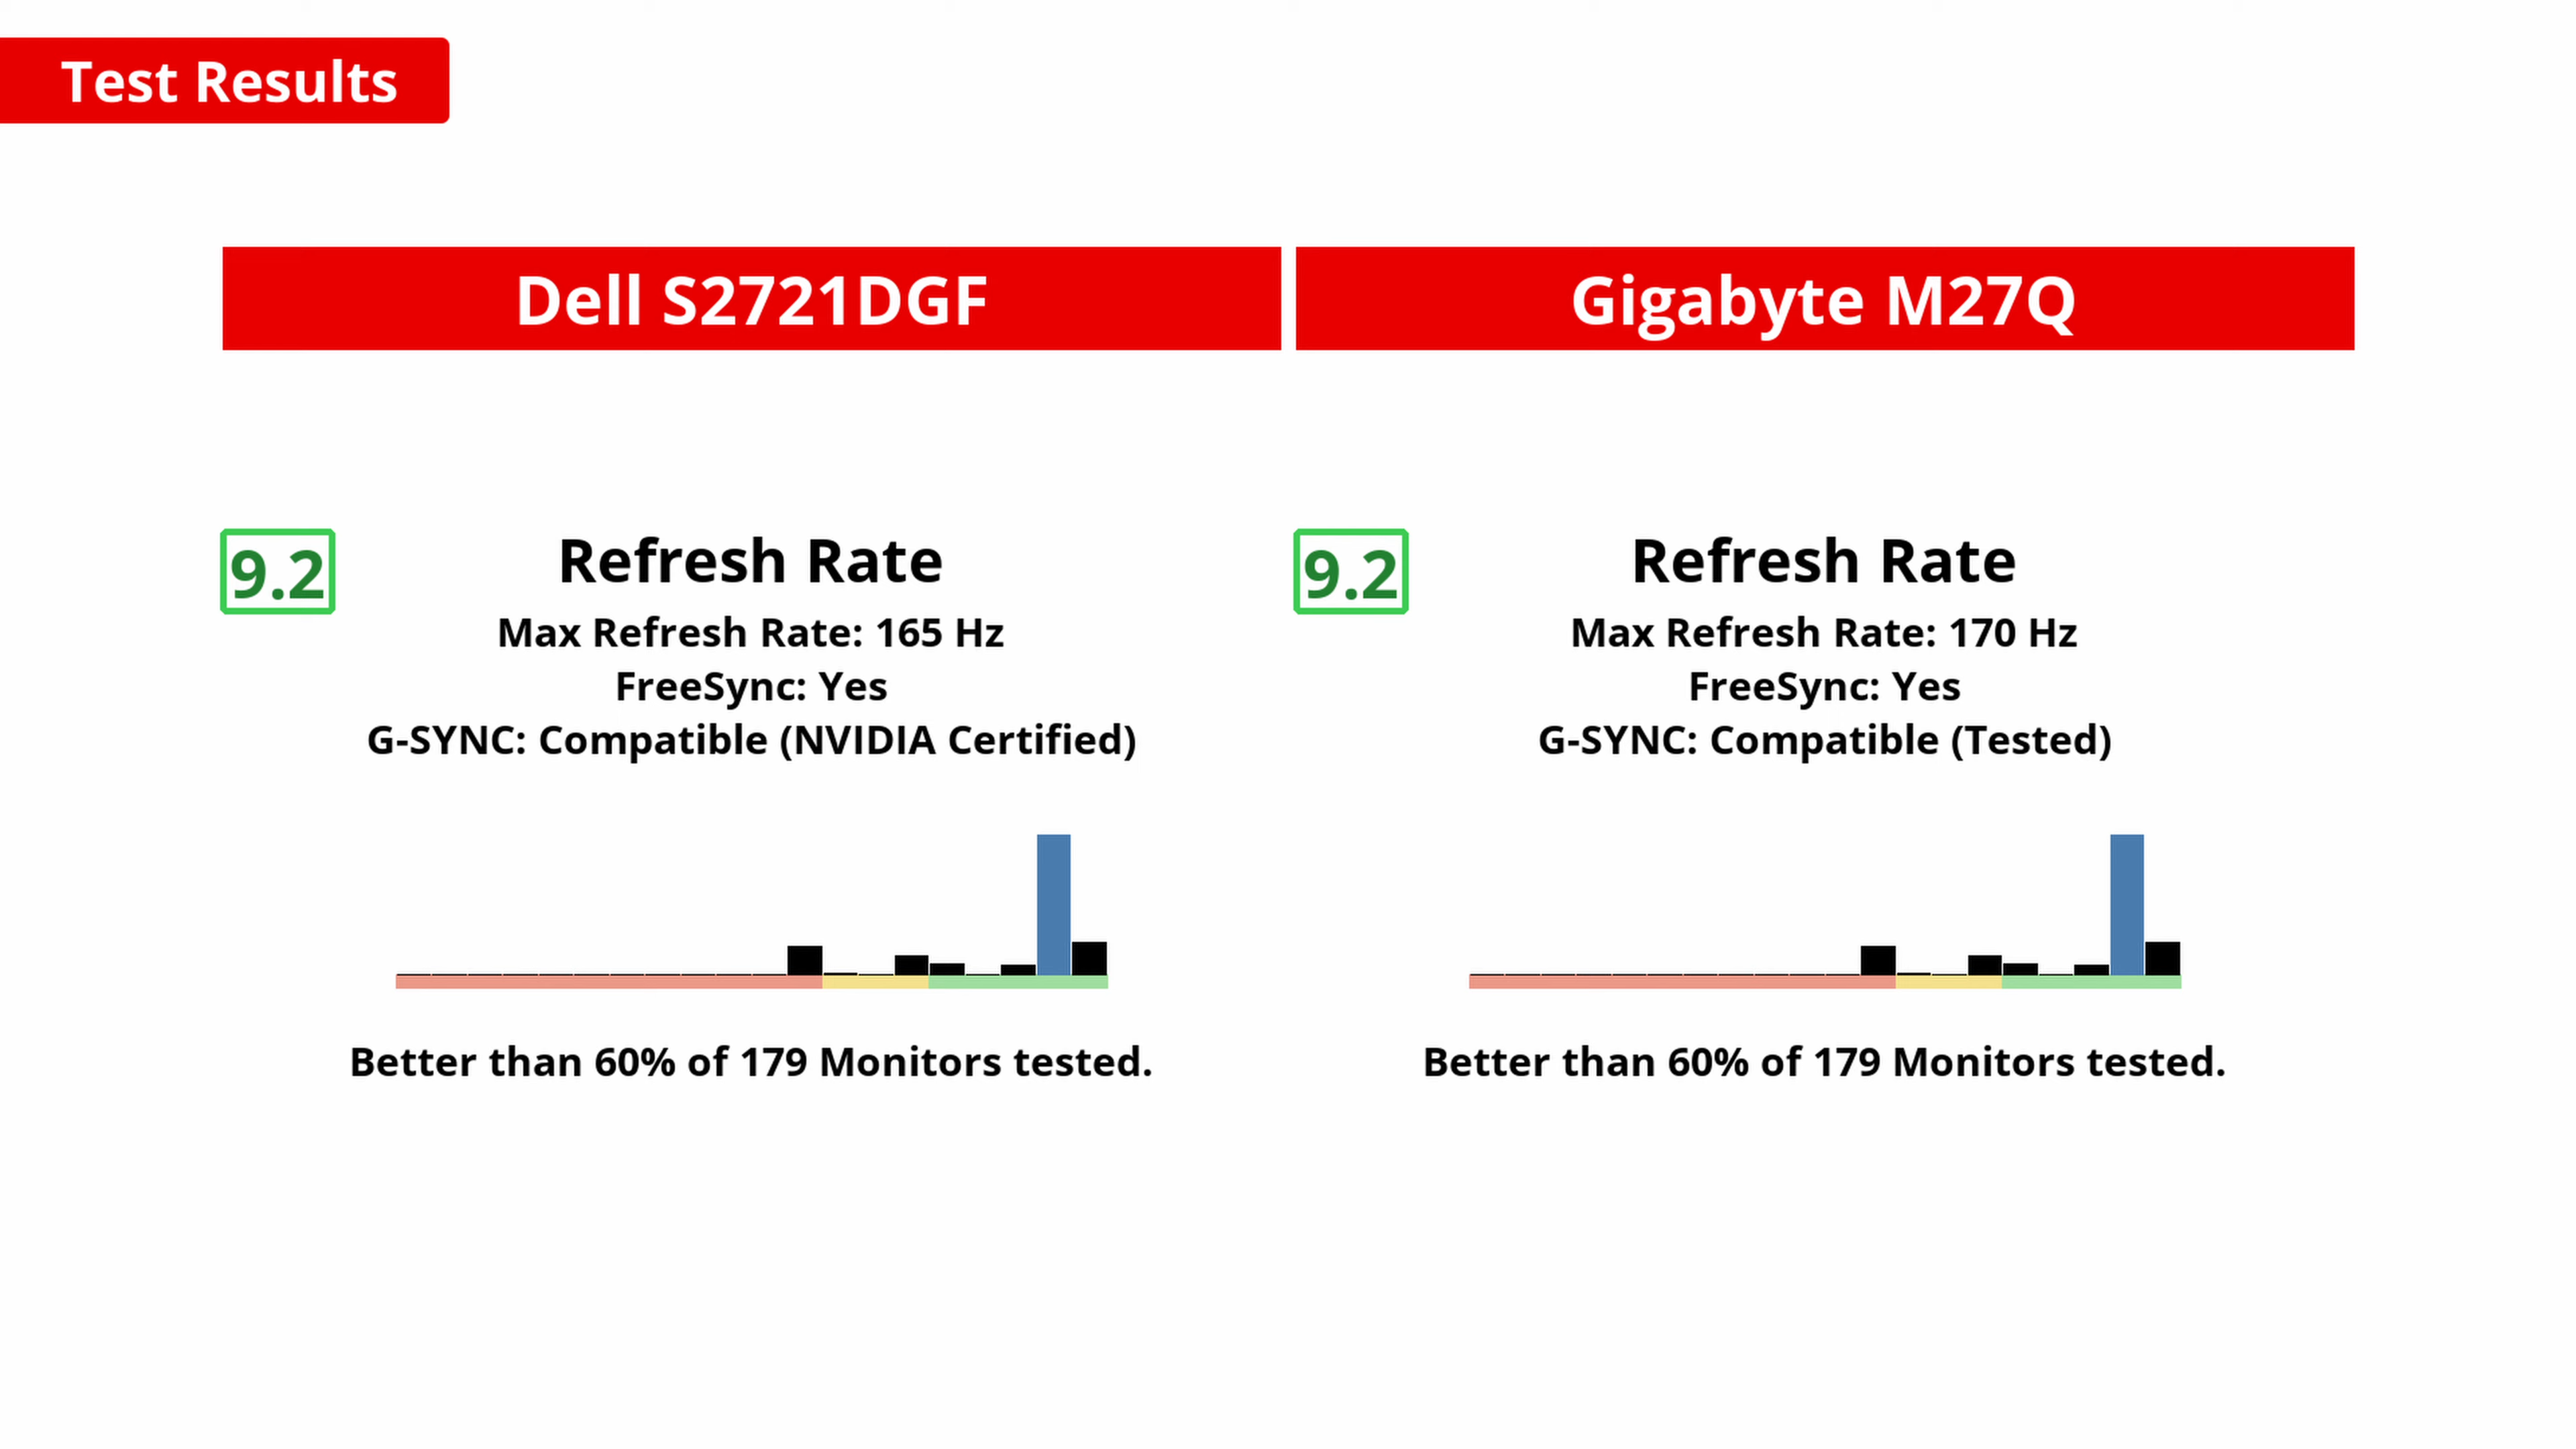 Test Results
Dell S2721DGF
Gigabyte M27Q
9.2
Refresh Rate
Max Refresh Rate: 165 Hz
FreeSync: Yes
G-SYNC: Compatible (NVIDIA Certified)
Better than 60% of 179 Monitors tested.
9.2
Refresh Rate
Max Refresh Rate: 170 Hz
FreeSync: Yes
G-SYNC: Compatible (Tested)
Better than 60% of 179 Monitors tested.